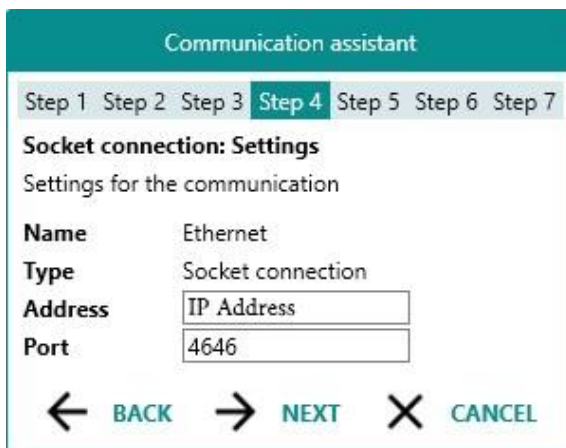 Communication assistant
Step 1 Step 2 Step 3 Step 4 Step 5 Step 6 Step 7
Socket connection: Settings
Settings for the communication
Name Ethernet
Type Socket connection
Address IP Address
Port 4646
BACK NEXT CANCEL